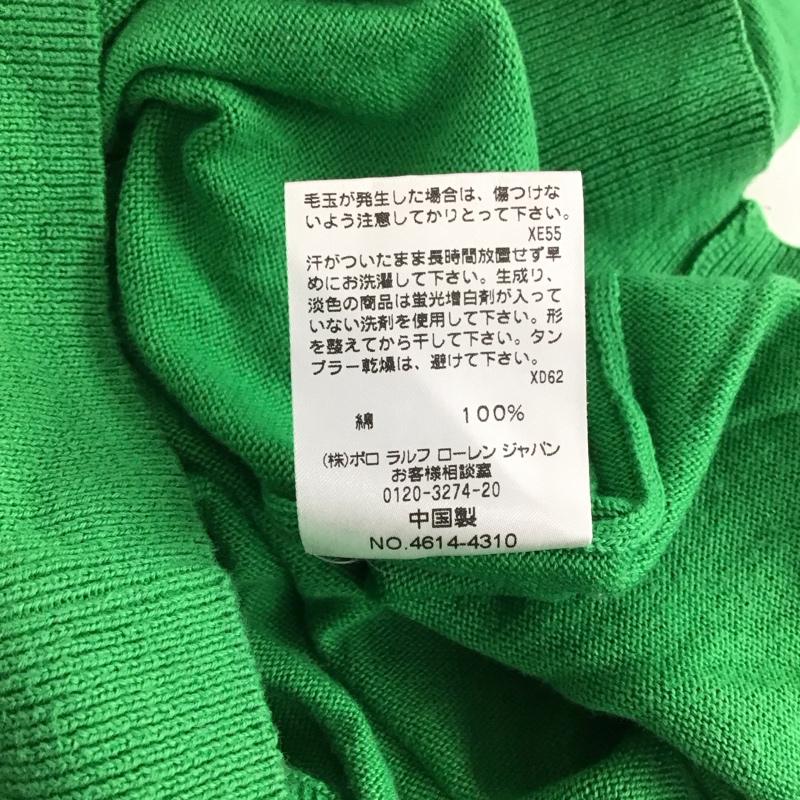 毛玉が発生した場合は、傷つけな
いよう注意してかりとって下さい。
XE55
汗がついたまま長時間放置せず早
めにお洗濯して下さい。生成り、
淡色の商品は蛍光増白剤が入って
いない洗剤を使用して下さい。形
を整えてから干して下さい。タン
ブラー乾燥は、避けて下さい。
XD62
綿 100%
(株)ポロ ラルフ ローレン ジャパン
お客様相談室
0120-3274-20
中国製
NO.4614-4310